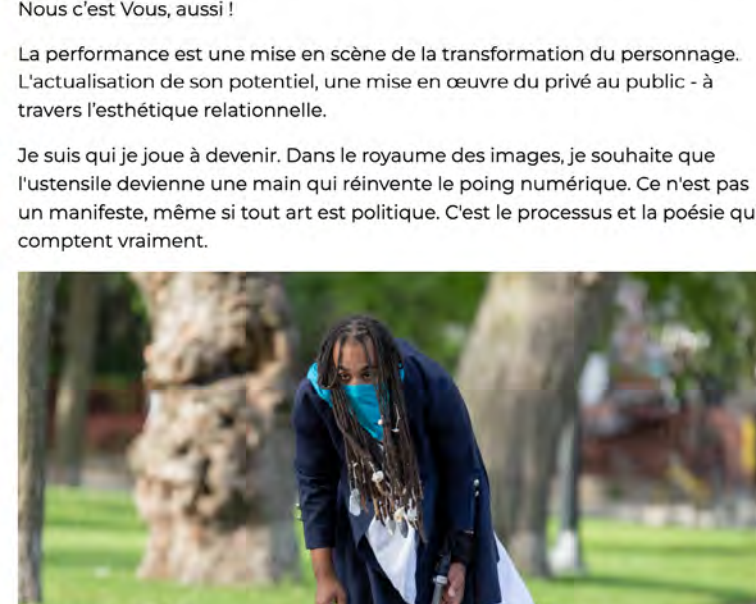 Nous c’est Vous, aussi !
La performance est une mise en scène de la transformation du personnage.
L'actualisation de son potentiel, une mise en œuvre du privé au public - à
travers l’esthétique relationnelle.
Je suis qui je joue à devenir. Dans le royaume des images, je souhaite que
l'ustensile devienne une main qui réinvente le poing numérique. Ce n'est pas
un manifeste, même si tout art est politique. C'est le processus et la poésie qu
comptent vraiment.